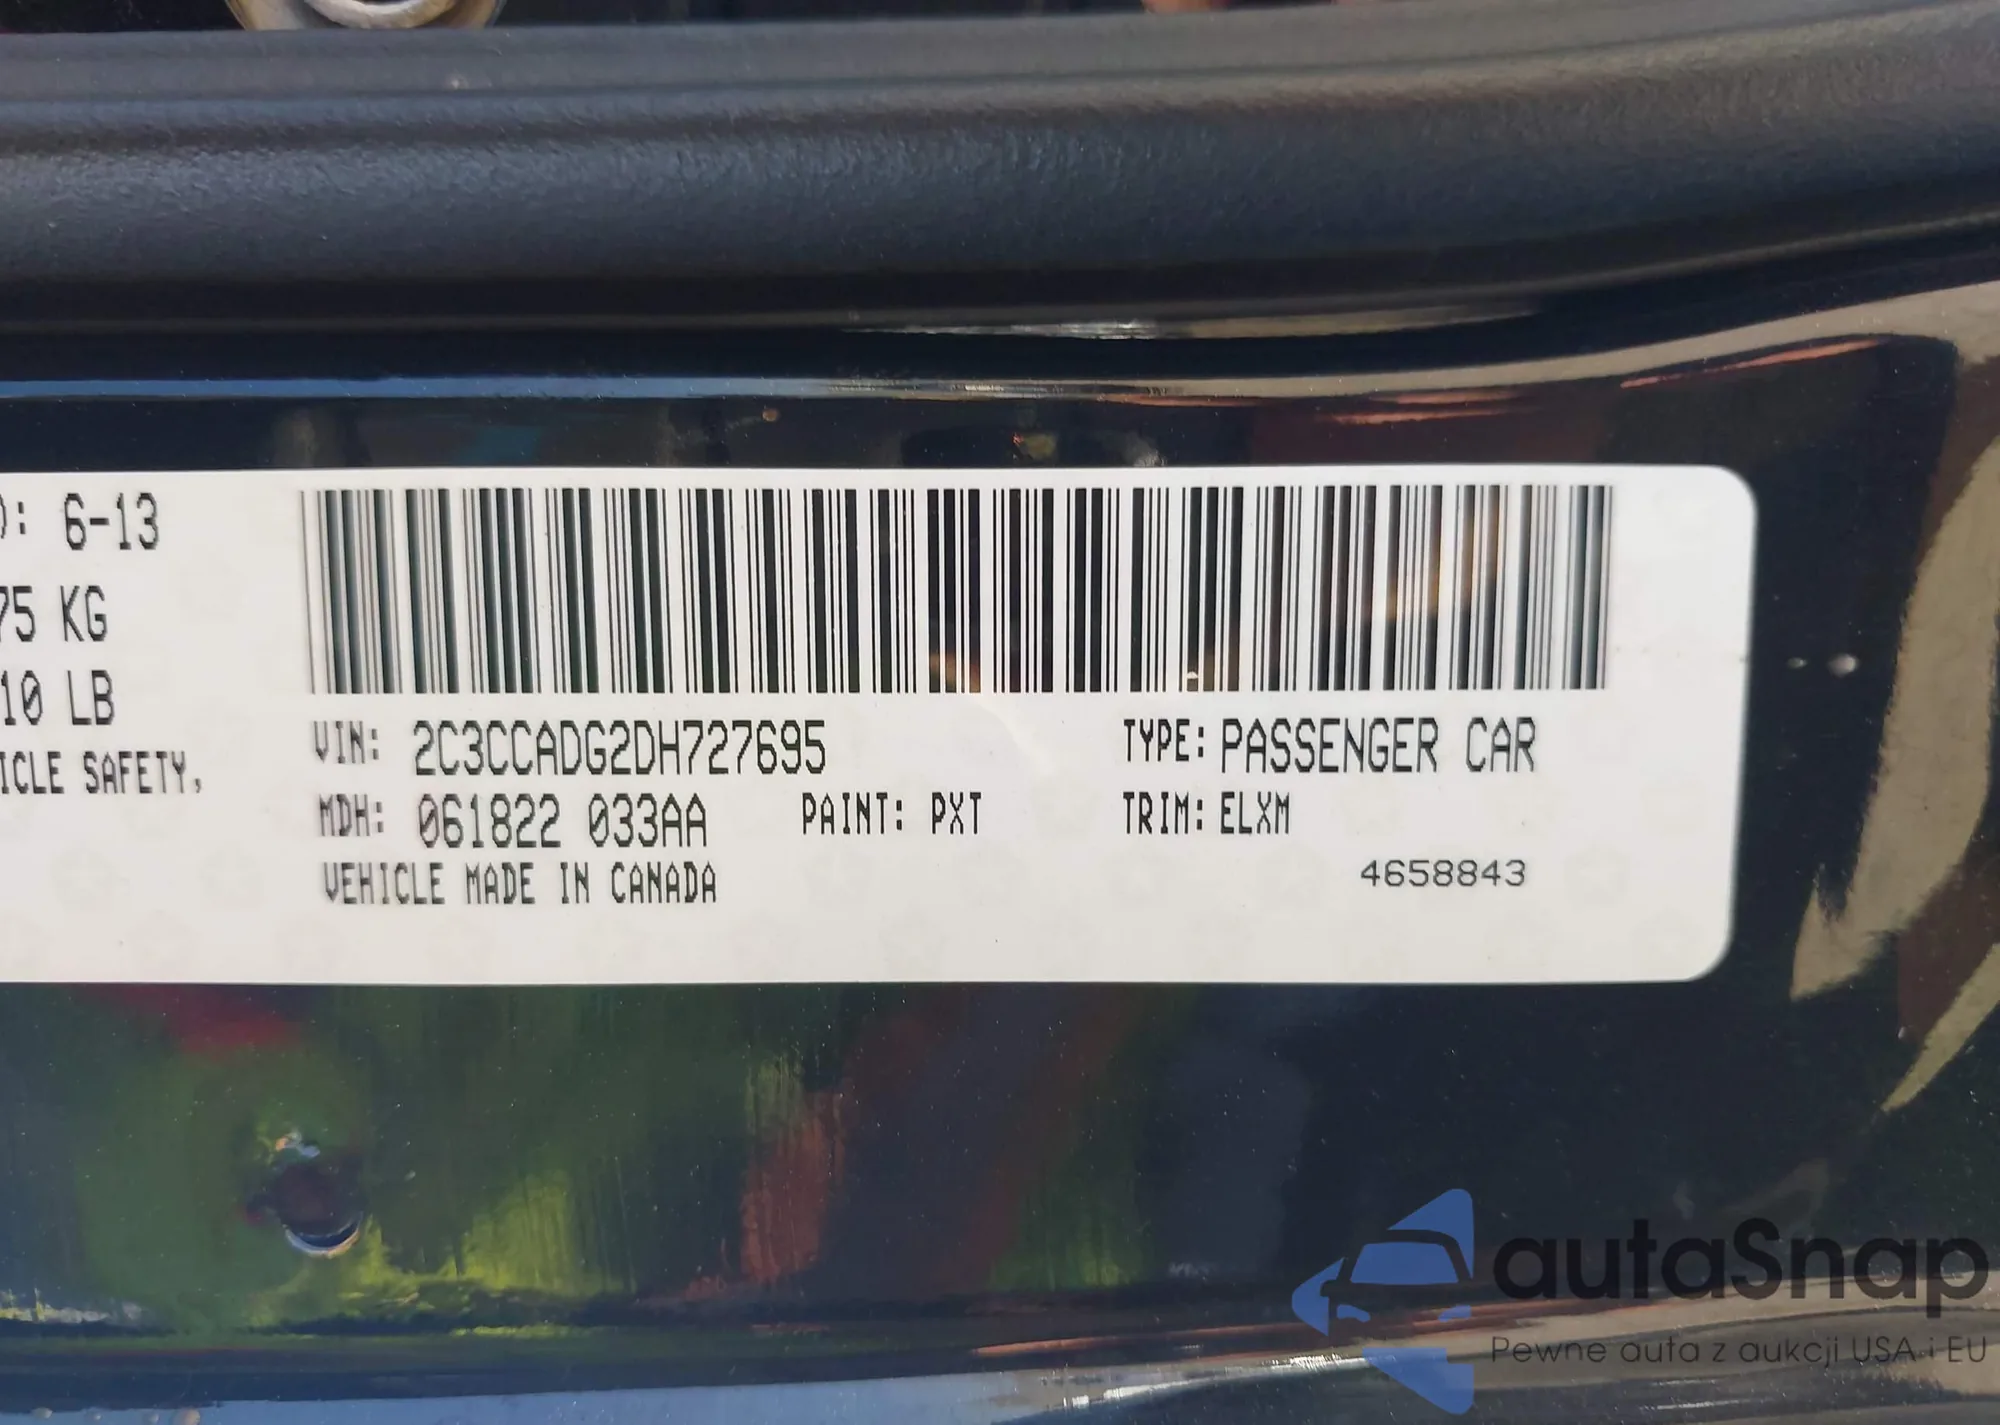 ): 6-13
75 KG
10 LB
ICLE SAFETY,
VIN: 2C3CCADG2DH727695
TYPE: PASSENGER CAR
MDH: 061822 033AA
PAINT: PXT
TRIM: ELXM
VEHICLE MADE IN CANADA
4658843
autaSnap
Pewne auta z aukcji USA i EU